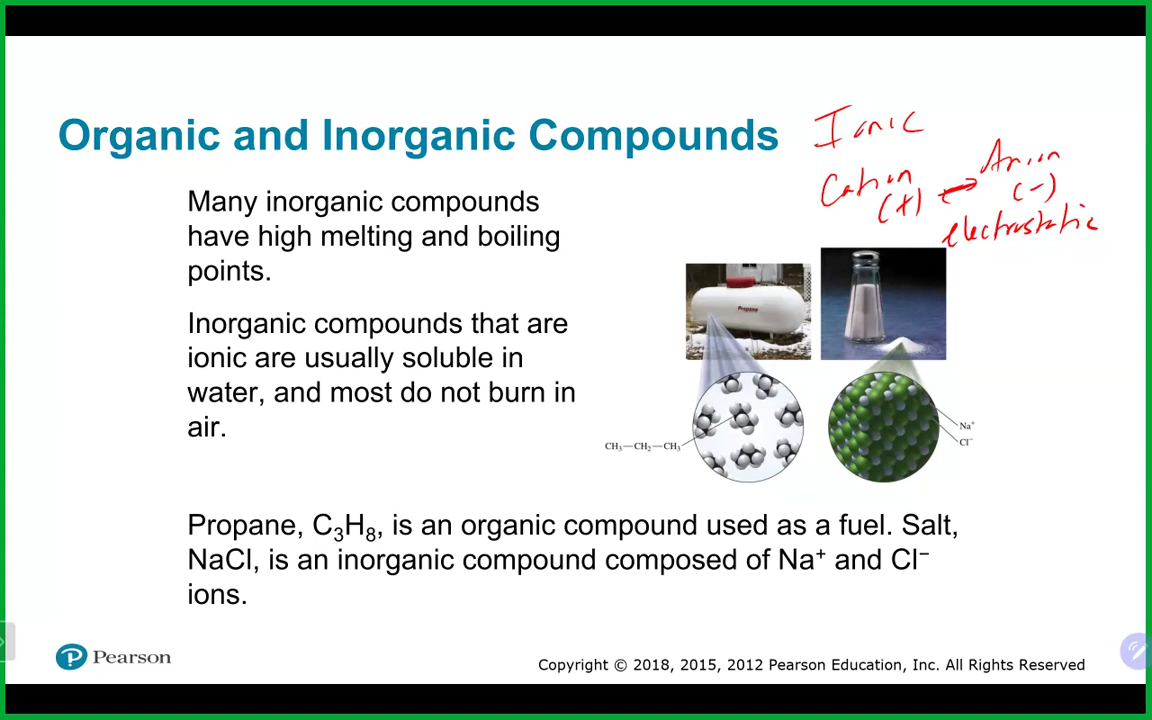 Organic and Inorganic Compounds
Ionic
Cation
(+)
Anion
(-)
electrostatic
Many inorganic compounds
have high melting and boiling
points.
Inorganic compounds that are
ionic are usually soluble in
water, and most do not burn in
air.
Propane
CH₃—CH₂—CH₃
Na⁺
Cl⁻
Propane, C₃H₈, is an organic compound used as a fuel. Salt,
NaCl, is an inorganic compound composed of Na⁺ and Cl⁻
ions.
Pearson
Copyright © 2018, 2015, 2012 Pearson Education, Inc. All Rights Reserved